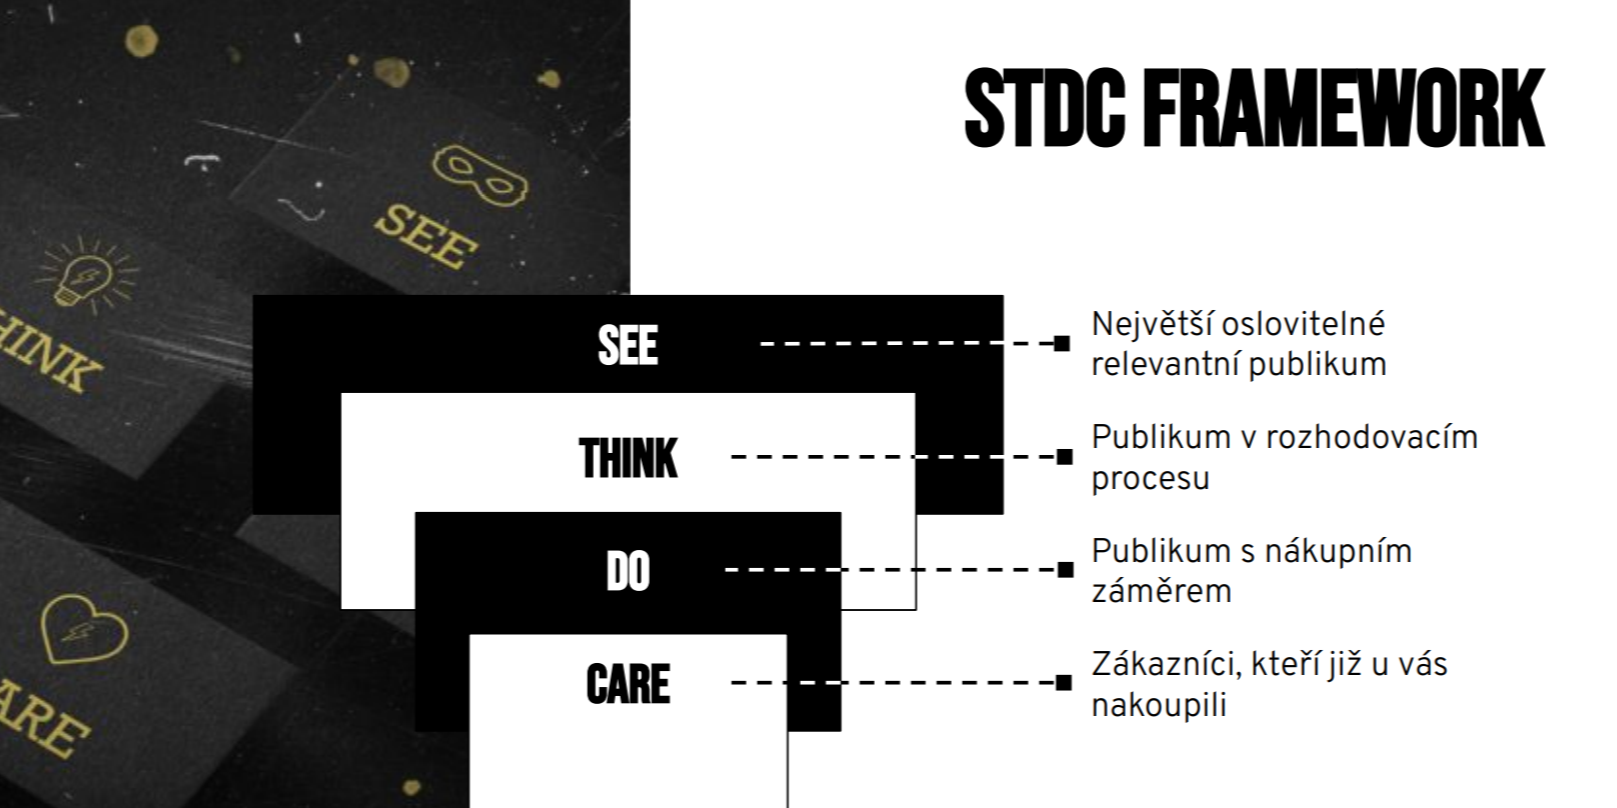 STDC FRAMEWORK
SEE
THINK
ARE
SEE
Největší oslovitelné
relevantní publikum
THINK
Publikum v rozhodovacím
procesu
DO
Publikum s nákupním
záměrem
CARE
Zákazníci, kteří již u vás
nakoupili